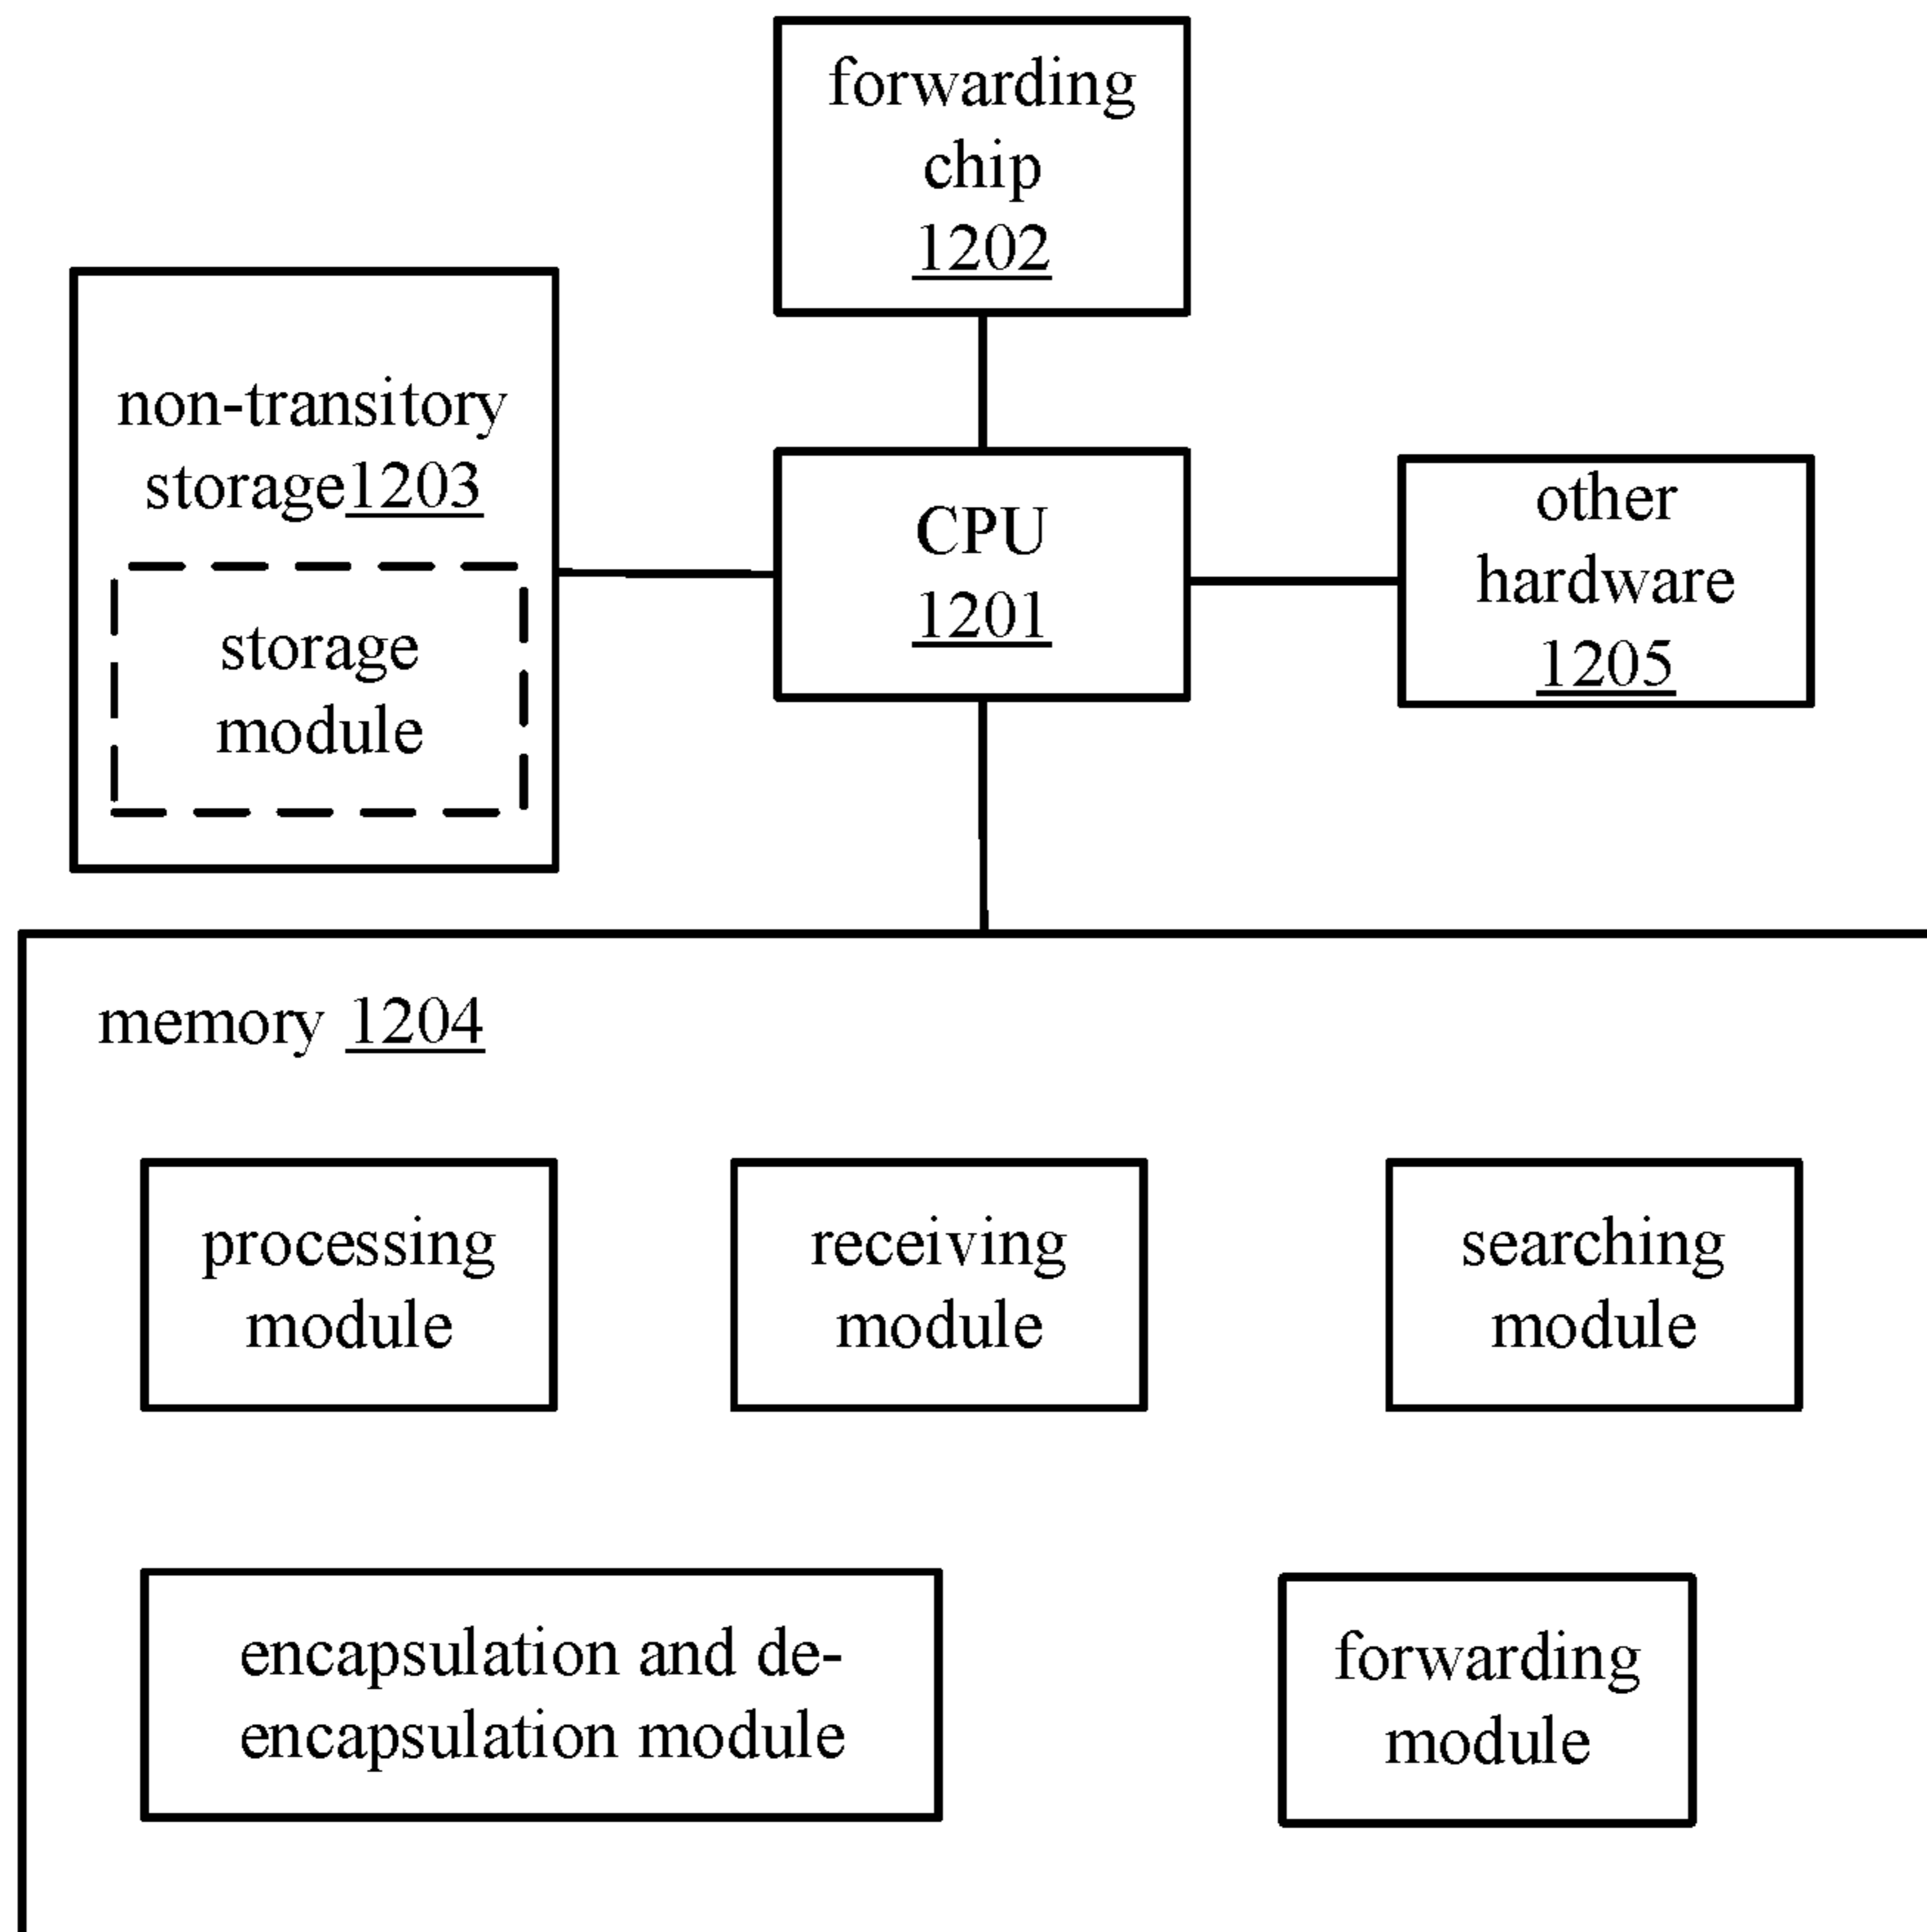 forwarding
chip
1202
non-transitory
storage1203
storage
module
CPU
1201
other
hardware
1205
memory 1204
processing
module
receiving
module
searching
module
encapsulation and de-
encapsulation module
forwarding
module